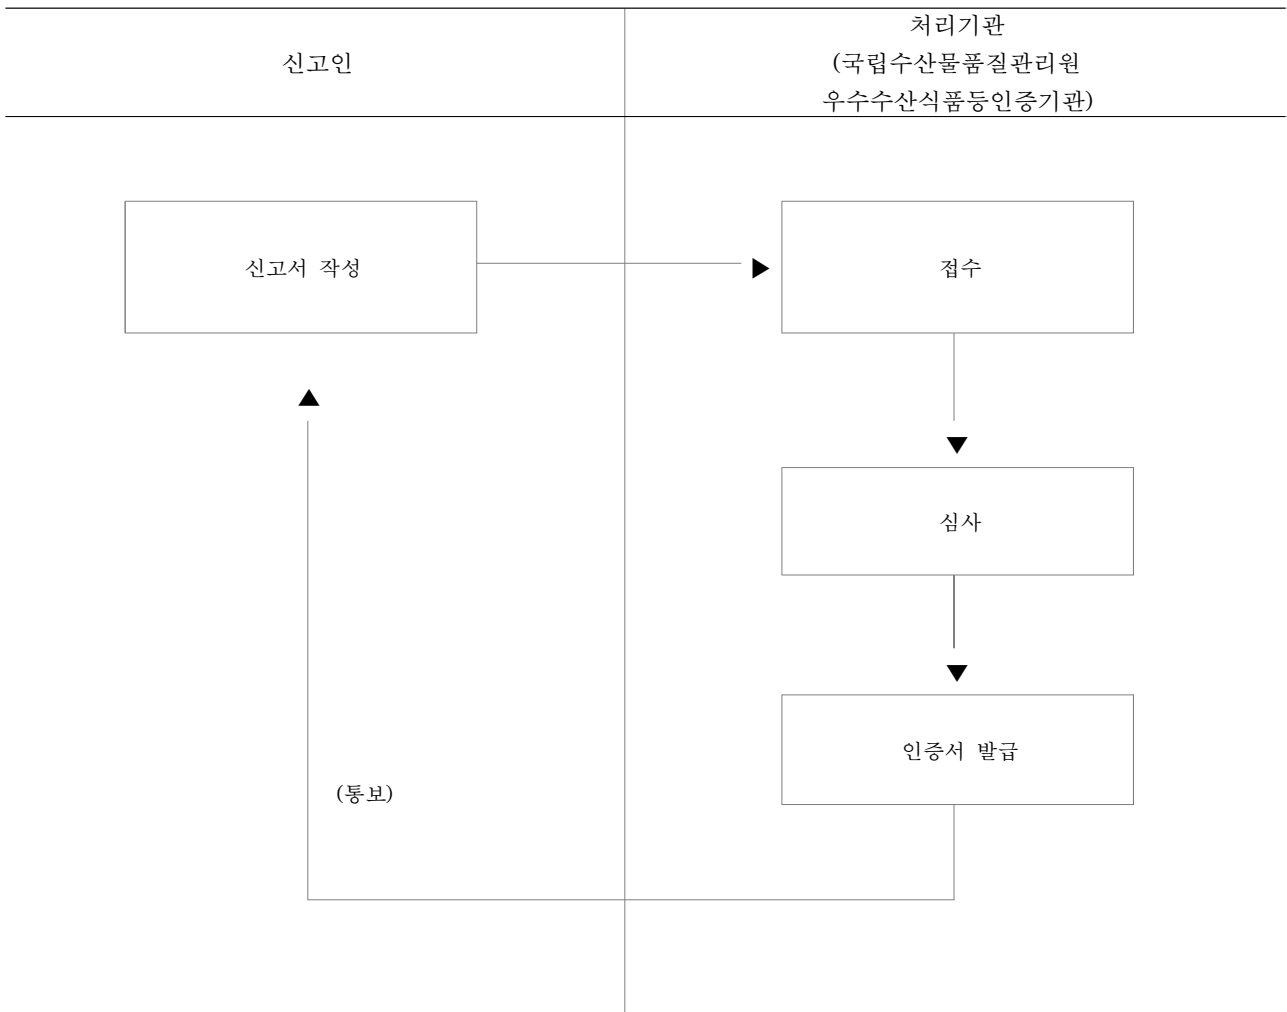 신고인
처리기관
(국립수산물품질관리원
우수수산식품등인증기관)
신고서 작성
접수
심사
인증서 발급
(통보)